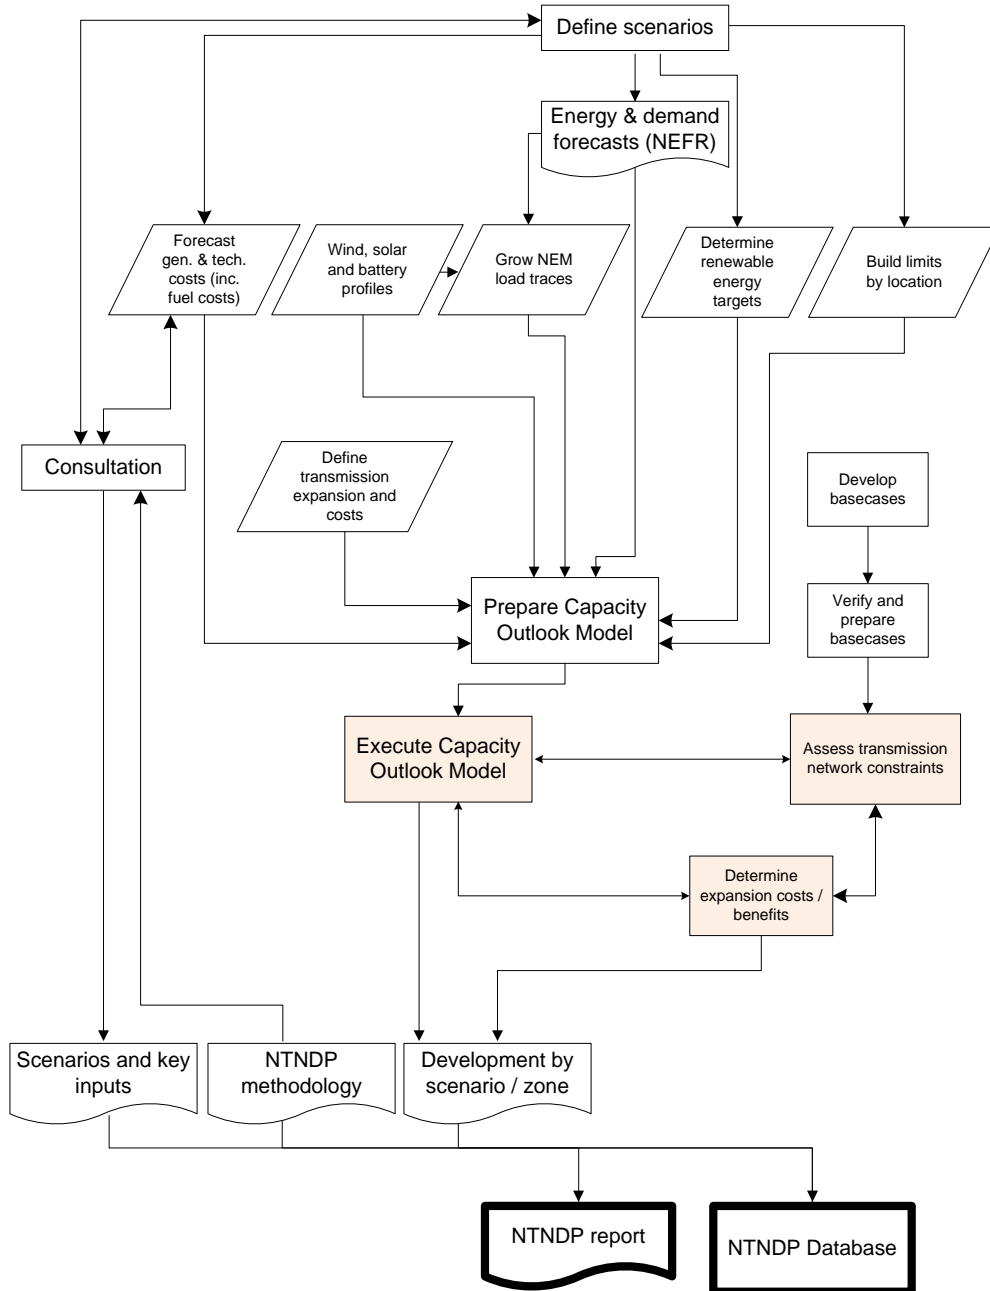 Define scenarios
Energy & demand
forecasts (NEFR)
Forecast
gen. & tech.
costs (inc.
fuel costs)
Wind, solar
and battery
profiles
Grow NEM
load traces
Determine
renewable
energy
targets
Build limits
by location
Consultation
Define
transmission
expansion and
costs
Develop
basecases
Prepare Capacity
Outlook Model
Verify and
prepare
basecases
Execute Capacity
Outlook Model
Assess transmission
network constraints
Determine
expansion costs /
benefits
Scenarios and key
inputs
NTNDP
methodology
Development by
scenario / zone
NTNDP report
NTNDP Database